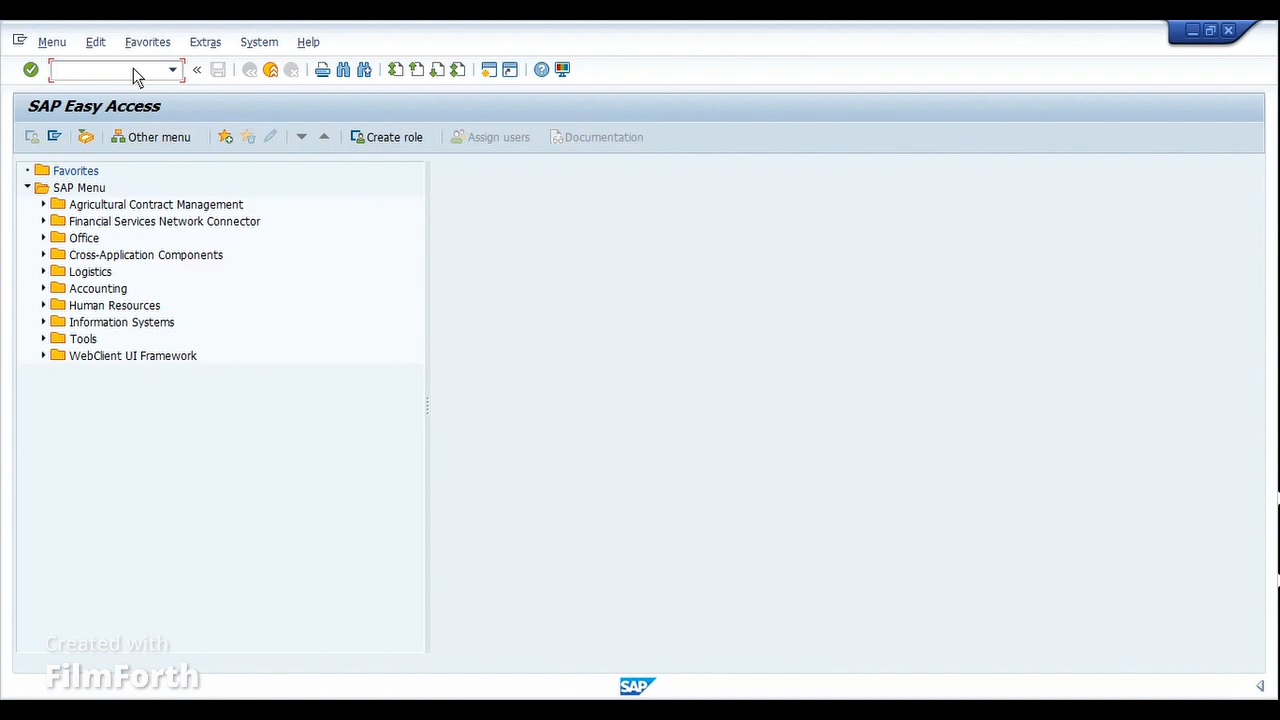 Menu Edit Favorites Extras System Help
SAP Easy Access
Other menu Create role Assign users Documentation
Favorites
SAP Menu
Agricultural Contract Management
Financial Services Network Connector
Office
Cross-Application Components
Logistics
Accounting
Human Resources
Information Systems
Tools
WebClient UI Framework
Created with
FilmForth
SAP